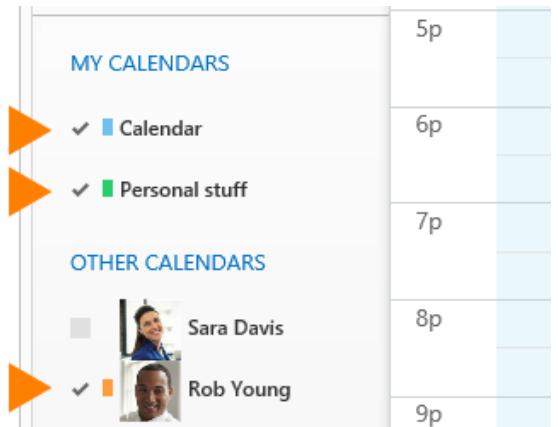 MY CALENDARS
Calendar
Personal stuff
OTHER CALENDARS
Sara Davis
Rob Young
5p
6p
7p
8p
9p